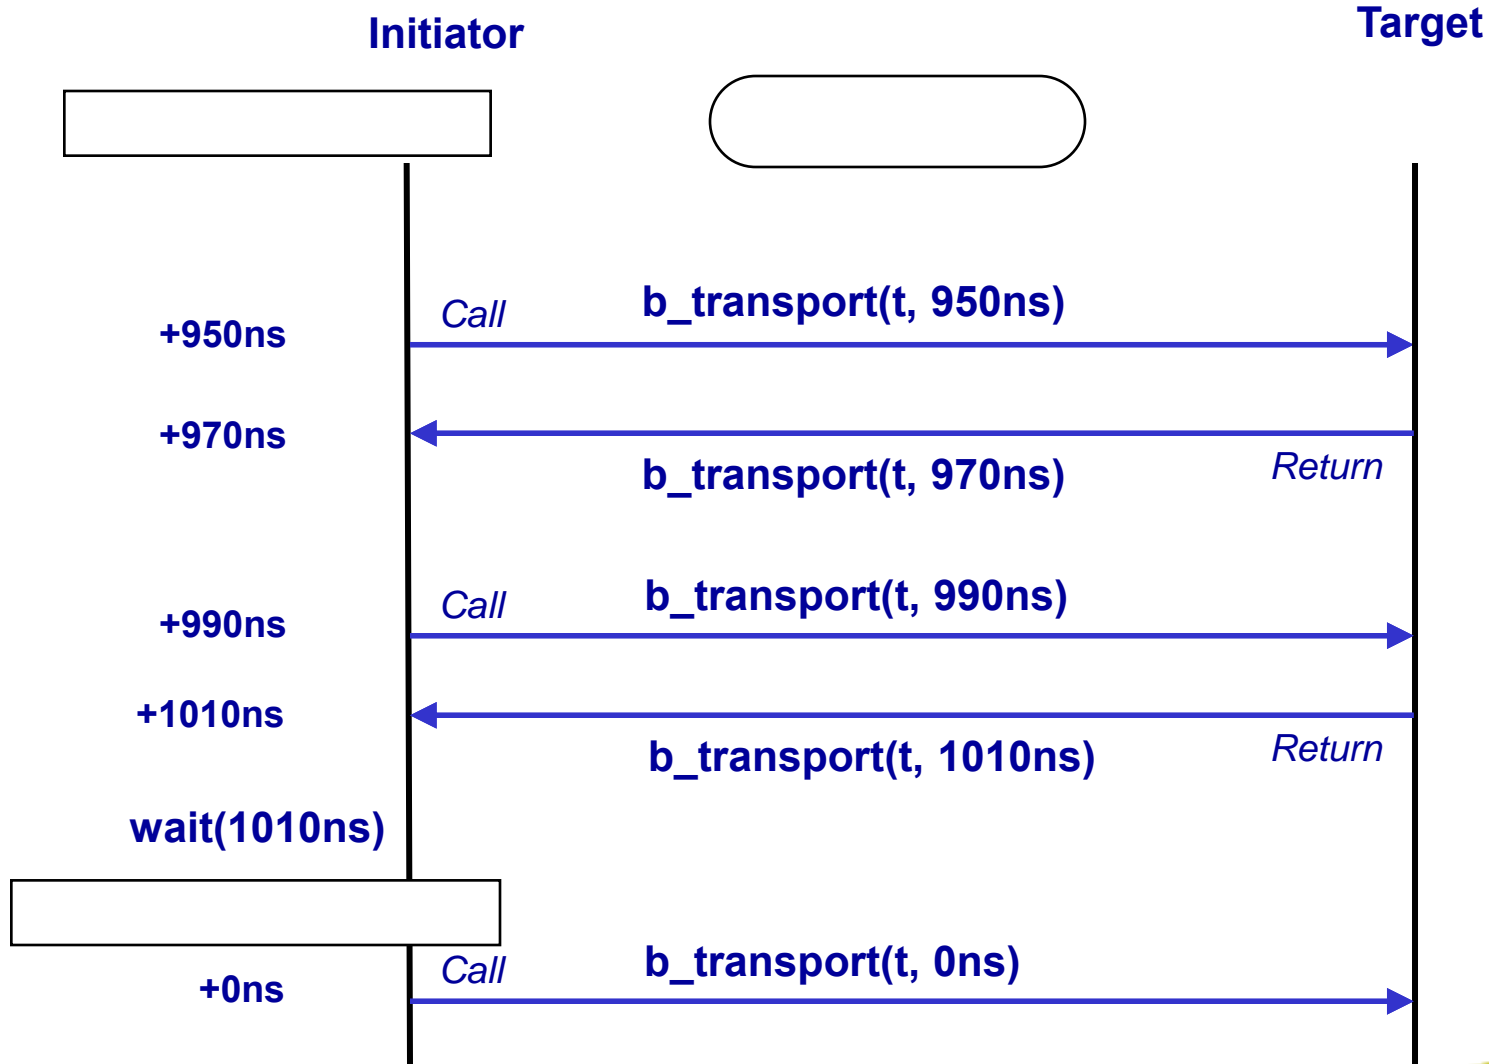 Initiator
Target
Call
b_transport(t, 950ns)
+950ns
+970ns
b_transport(t, 970ns)
Return
Call
b_transport(t, 990ns)
+990ns
+1010ns
b_transport(t, 1010ns)
Return
wait(1010ns)
Call
b_transport(t, 0ns)
+0ns